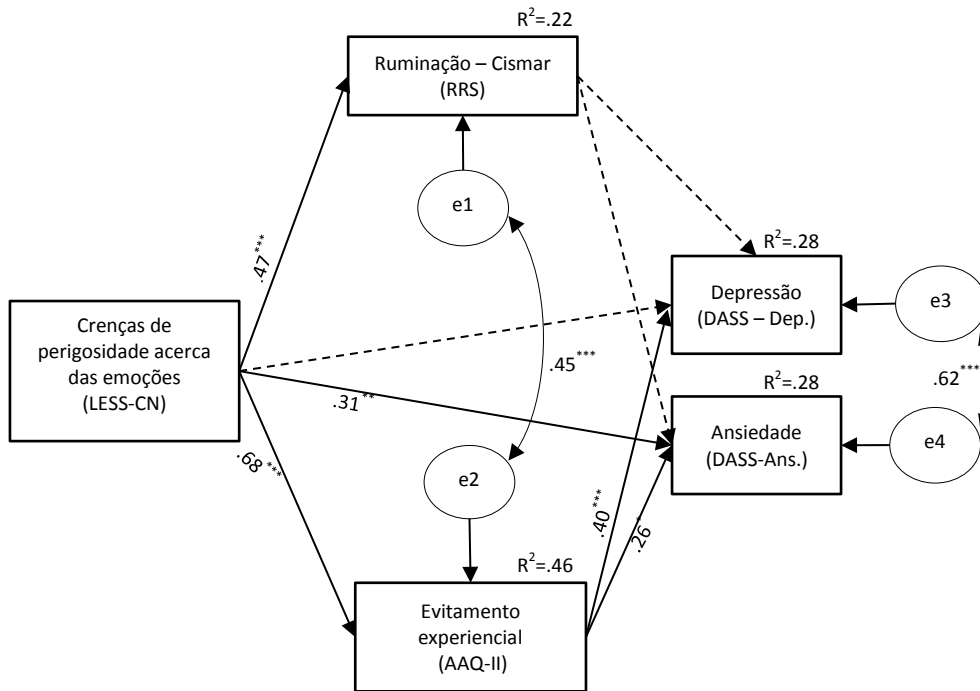 R²=.22
Ruminação – Cismar
(RRS)
e1
.47***
R²=.28
Depressão
(DASS – Dep.)
e3
Crenças de
perigosidade acerca
das emoções
(LESS-CN)
.45***
.31**
R²=.28
.62***
Ansiedade
(DASS-Ans.)
e4
.68***
e2
.40***
.26*
R²=.46
Evitamento
experiencial
(AAQ-II)